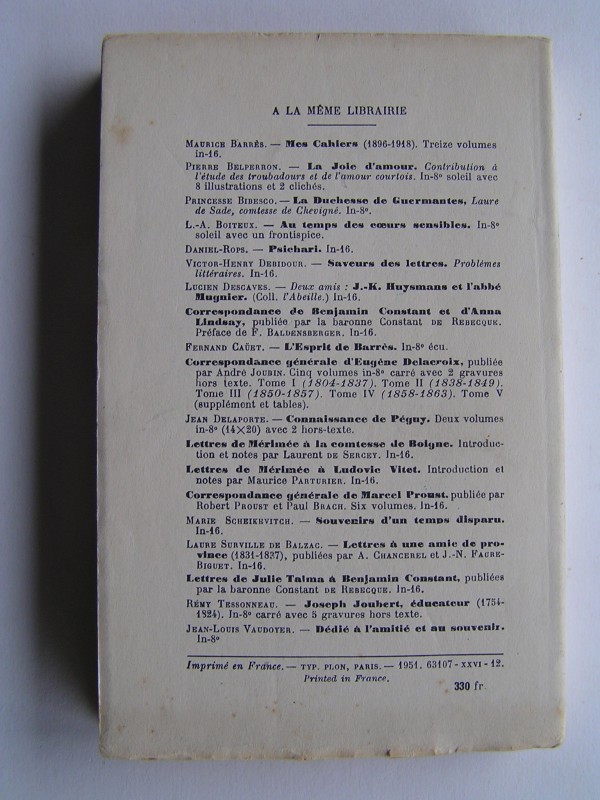 A LA MÊME LIBRAIRIE
MAURICE BARRÈS. — Mes Cahiers (1896-1918). Treize volumes
in-16.
PIERRE BELPERRON. — La Joie d'amour. Contribution à
l'étude des troubadours et de l'amour courtois. In-8º soleil avec
8 illustrations et 2 clichés.
PRINCESSE BIBESCO. — La Duchesse de Guermantes, Laure
de Sade, comtesse de Chevigné. In-8º.
L.-A. BOITEUX. — Au temps des cœurs sensibles. In-8º
soleil avec un frontispice.
DANIEL-ROPS. — Psichari. In-16.
VICTOR-HENRY DEBIDOUR. — Saveurs des lettres. Problèmes
littéraires. In-16.
LUCIEN DESCAVES. — Deux amis : J.-K. Huysmans et l'abbé
Mugnier. (Coll. l'Abeille.) In-16.
Correspondance de Benjamin Constant et d'Anna
Lindsay, publiée par la baronne Constant DE REBECQUE.
Préface de F. BALDENSBERGER. In-16.
FERNAND CAÜET. — L'Esprit de Barrès. In-8º écu.
Correspondance générale d'Eugène Delacroix, publiée
par André JOUBIN. Cinq volumes in-8º carré avec 2 gravures
hors texte. Tome I (1804-1837). Tome II (1838-1849).
Tome III (1850-1857). Tome IV (1858-1863). Tome V
(supplément et tables).
JEAN DELAPORTE. — Connaissance de Péguy. Deux volumes
in-8º (14×20) avec 2 hors-texte.
Lettres de Mérimée à la comtesse de Boigne. Introduc-
tion et notes par Laurent DE SERCEY. In-16.
Lettres de Mérimée à Ludovic Vitet. Introduction et
notes par Maurice PARTURIER. In-16.
Correspondance générale de Marcel Proust, publiée par
Robert PROUST et Paul BRACH. Six volumes. In-16.
MARIE SCHEIKEVITCH. — Souvenirs d'un temps disparu.
In-16.
LAURE SURVILLE DE BALZAC. — Lettres à une amie de pro-
vince (1831-1837), publiées par A. CHANCEREL et J.-N. FAURE-
BIGUET. In-16.
Lettres de Julie Talma à Benjamin Constant, publiées
par la baronne Constant DE REBECQUE. In-16.
RÉMY TESSONNEAU. — Joseph Joubert, éducateur (1754-
1824). In-8º carré avec 5 gravures hors texte.
JEAN-LOUIS VAUDOYER. — Dédié à l'amitié et au souvenir.
In-8º
Imprimé en France. — TYP. PLON, PARIS. — 1951. 63107-XXVI-12.
Printed in France.
330 fr.